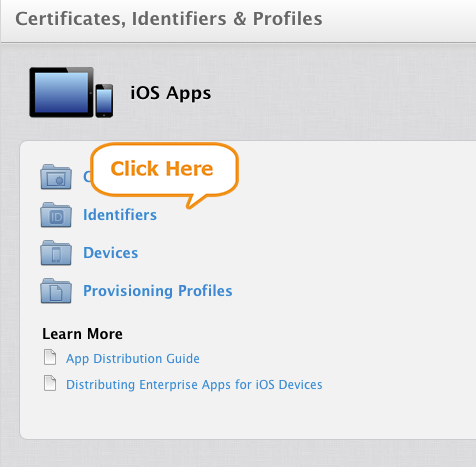 Certificates, Identifiers & Profiles
iOS Apps
Click Here
C
ID
Identifiers
Devices
Provisioning Profiles
Learn More
App Distribution Guide
Distributing Enterprise Apps for iOS Devices